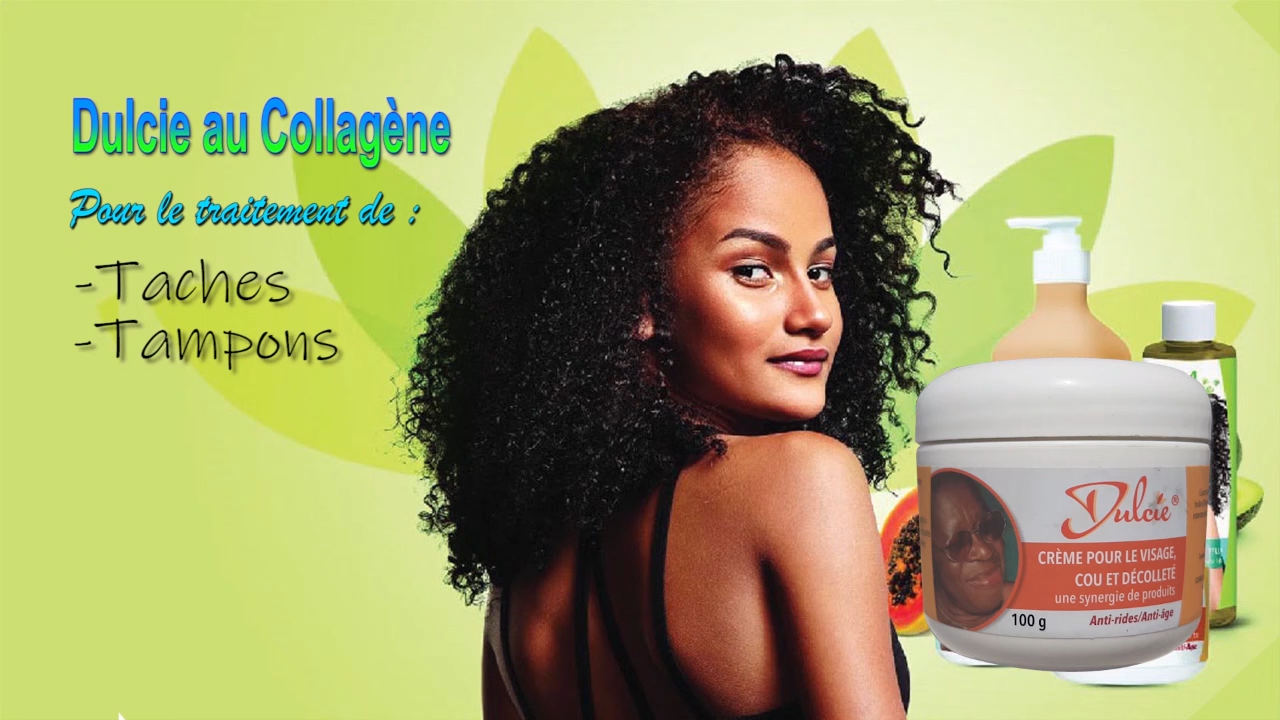 Dulcie au Collagène
Pour le traitement de :
-Taches
-Tampons
Dulcie®
CRÈME POUR LE VISAGE,
COU ET DÉCOLLETÉ
une synergie de produits
100 g
Anti-rides/Anti-âge